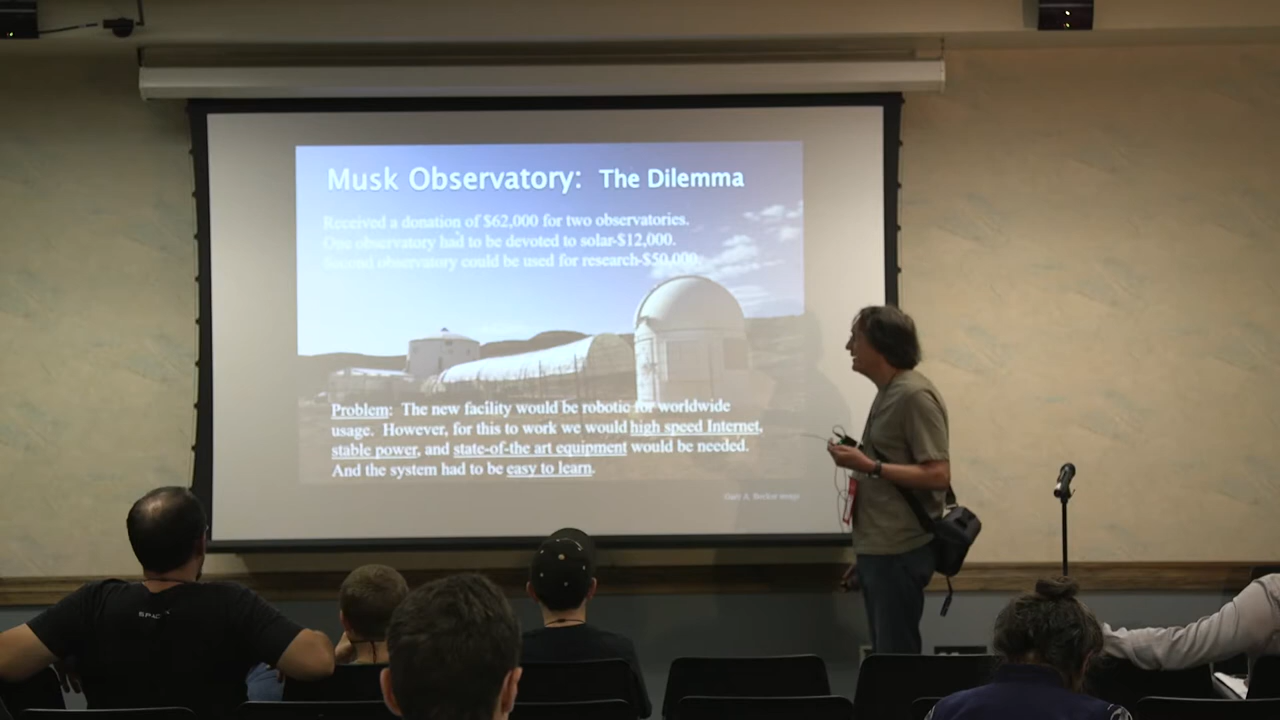 Musk Observatory: The Dilemma
Received a donation of $62,000 for two observatories.
One observatory had to be devoted to solar-$12,000.
Second observatory could be used for research-$50,000.
Problem: The new facility would be robotic for worldwide
usage. However, for this to work we would high speed Internet,
stable power, and state-of-the art equipment would be needed.
And the system had to be easy to learn.
Gary A. Becker image